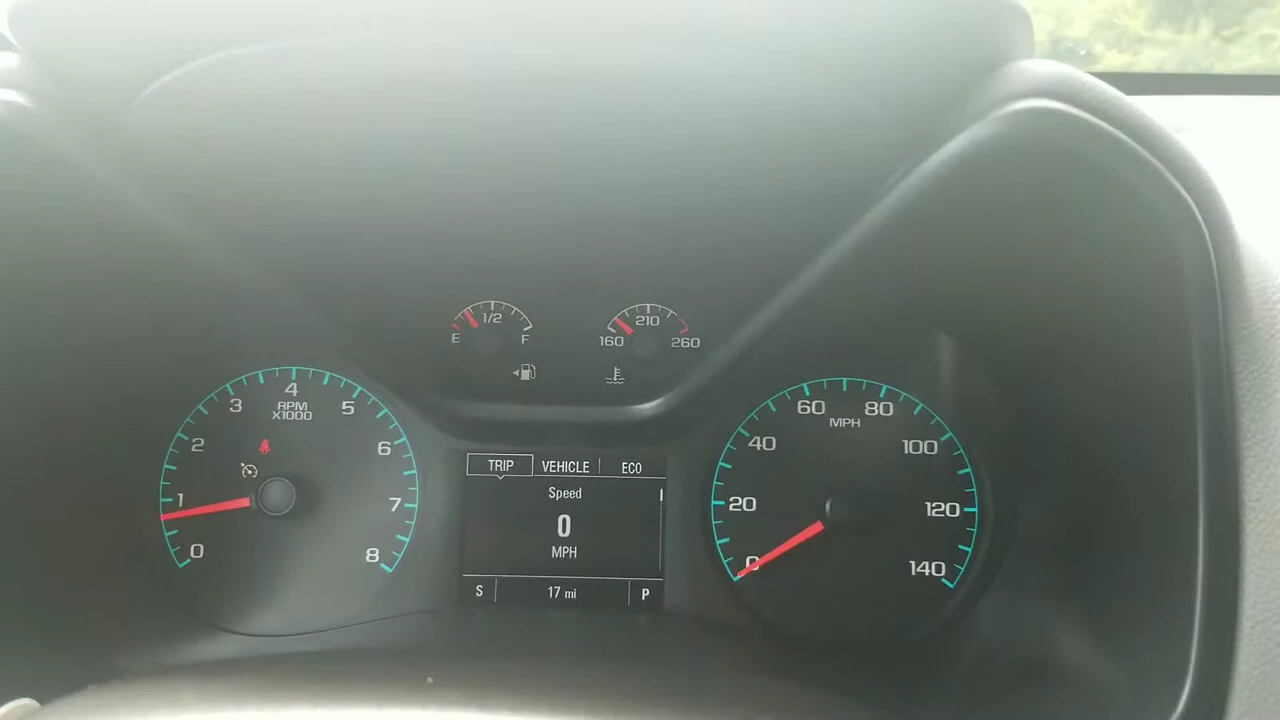 E 1/2 F
160 210 260
0 1 2 3 4 5 6 7 8
RPM
X1000
TRIP VEHICLE ECO
Speed
0
MPH
S 17 mi P
0 20 40 60 80 100 120 140
MPH